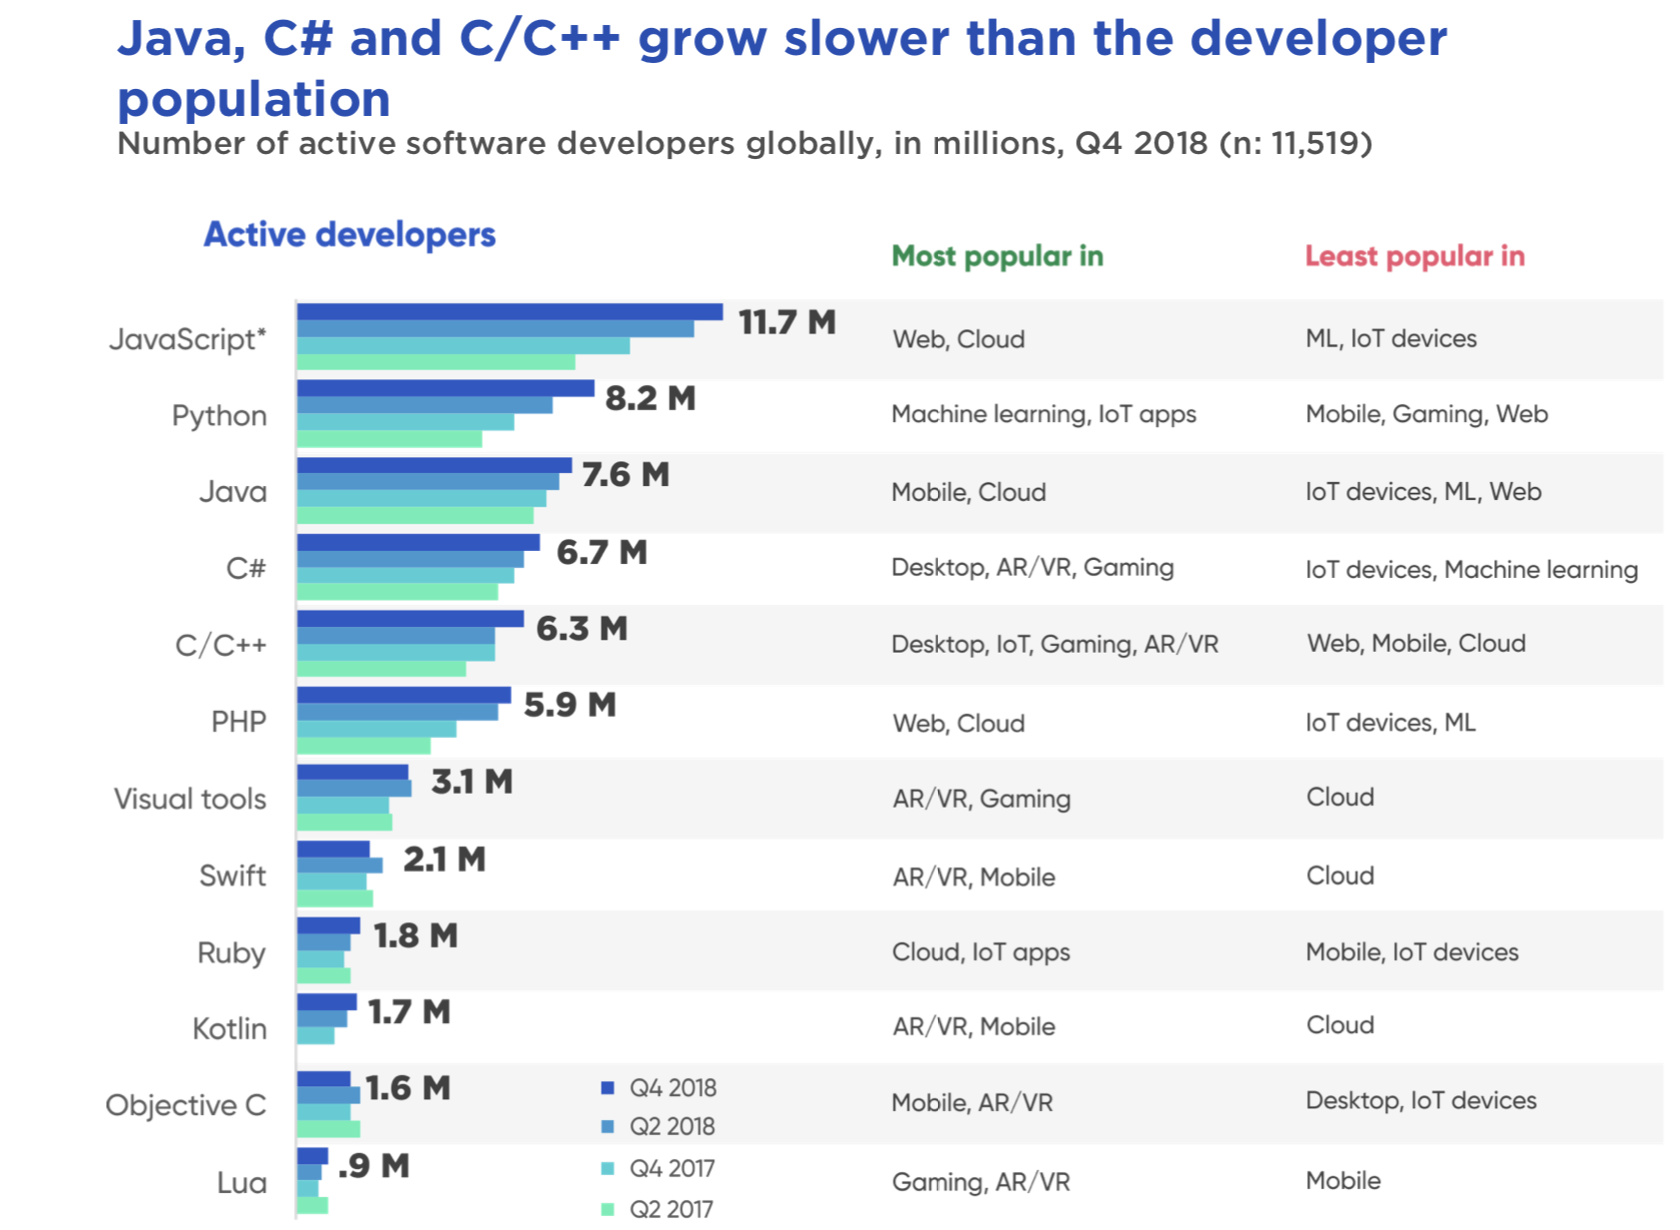 Java, C# and C/C++ grow slower than the developer
population
Number of active software developers globally, in millions, Q4 2018 (n: 11,519)
Active developers
Most popular in
Least popular in
JavaScript*
11.7 M
Web, Cloud
ML, IoT devices
Python
8.2 M
Machine learning, IoT apps
Mobile, Gaming, Web
Java
7.6 M
Mobile, Cloud
IoT devices, ML, Web
C#
6.7 M
Desktop, AR/VR, Gaming
IoT devices, Machine learning
C/C++
6.3 M
Desktop, IoT, Gaming, AR/VR
Web, Mobile, Cloud
PHP
5.9 M
Web, Cloud
IoT devices, ML
Visual tools
3.1 M
AR/VR, Gaming
Cloud
Swift
2.1 M
AR/VR, Mobile
Cloud
Ruby
1.8 M
Cloud, IoT apps
Mobile, IoT devices
Kotlin
1.7 M
AR/VR, Mobile
Cloud
Objective C
1.6 M
Mobile, AR/VR
Desktop, IoT devices
Lua
.9 M
Gaming, AR/VR
Mobile
Q4 2018
Q2 2018
Q4 2017
Q2 2017